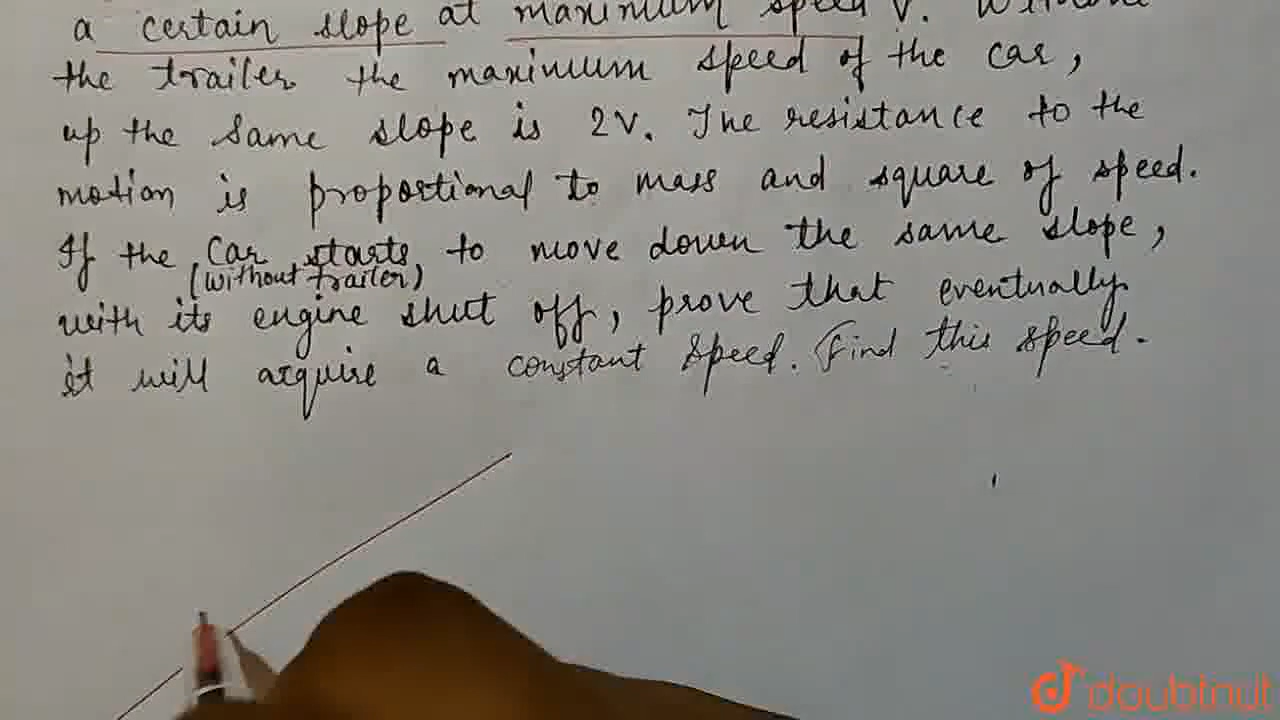 a certain slope at maximum speed V. Without
the trailer the maximum speed of the car,
up the same slope is 2V. The resistance to the
motion is proportional to mass and square of speed.
If the car starts to move down the same slope,
(without trailer)
with its engine shut off, prove that eventually
it will acquire a constant speed. Find this speed.
doubtnut